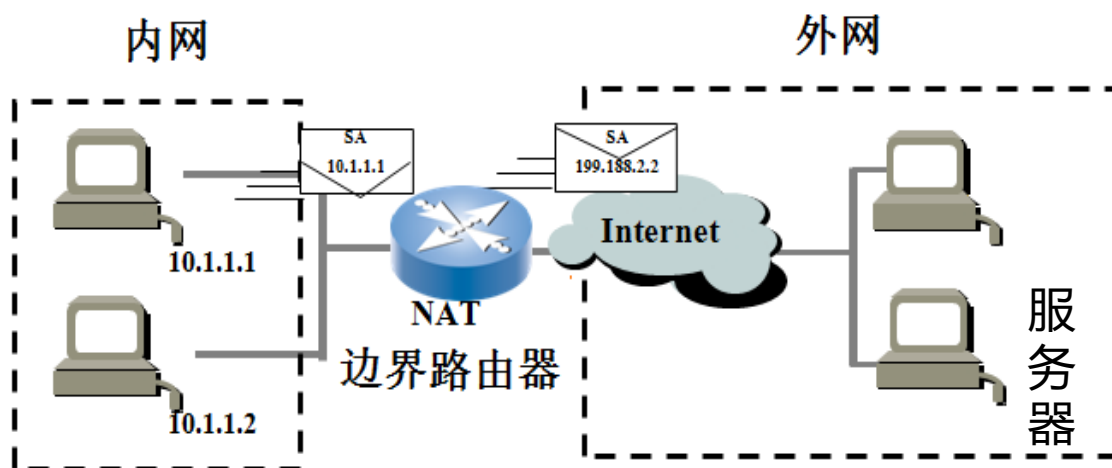 内网
外网
SA
10.1.1.1
SA
199.188.2.2
Internet
10.1.1.1
NAT
边界路由器
10.1.1.2
服务器